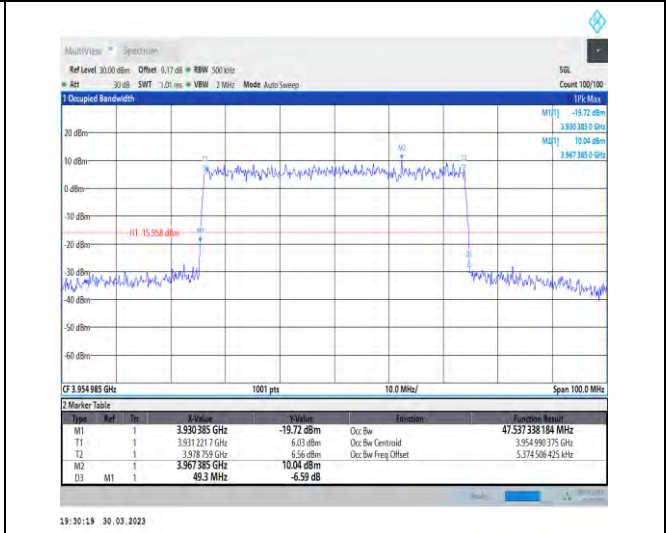 MultiView Spectrum
Ref Level 30.00 dBm Offset 9.17 dB RBW 500 kHz SGL
Att 30 dB SWT 1.01 ms VBW 2 MHz Mode Auto Sweep Count 100/100
1 Occupied Bandwidth 1Pk Max
M1[1] -19.72 dBm
3.930 385 0 GHz
M2[1] 10.04 dBm
3.967 385 0 GHz
20 dBm
M2
10 dBm
0 dBm
-10 dBm
H1 -15.958 dBm
M1
-20 dBm
-30 dBm
-40 dBm
-50 dBm
-60 dBm
CF 3.954 985 GHz 1001 pts 10.0 MHz/ Span 100.0 MHz
2 Marker Table
Type Ref Trc X-Value Y-Value Function Function Result
M1 1 3.930 385 GHz -19.72 dBm Occ Bw 47.537 338 184 MHz
T1 1 3.931 221 7 GHz 6.03 dBm Occ Bw Centroid 3.954 990 375 GHz
T2 1 3.978 759 GHz 6.56 dBm Occ Bw Freq Offset 5.374 506 425 kHz
M2 1 3.967 385 GHz 10.04 dBm
D3 M1 1 49.3 MHz -6.59 dB
19:30:19 30.03.2023